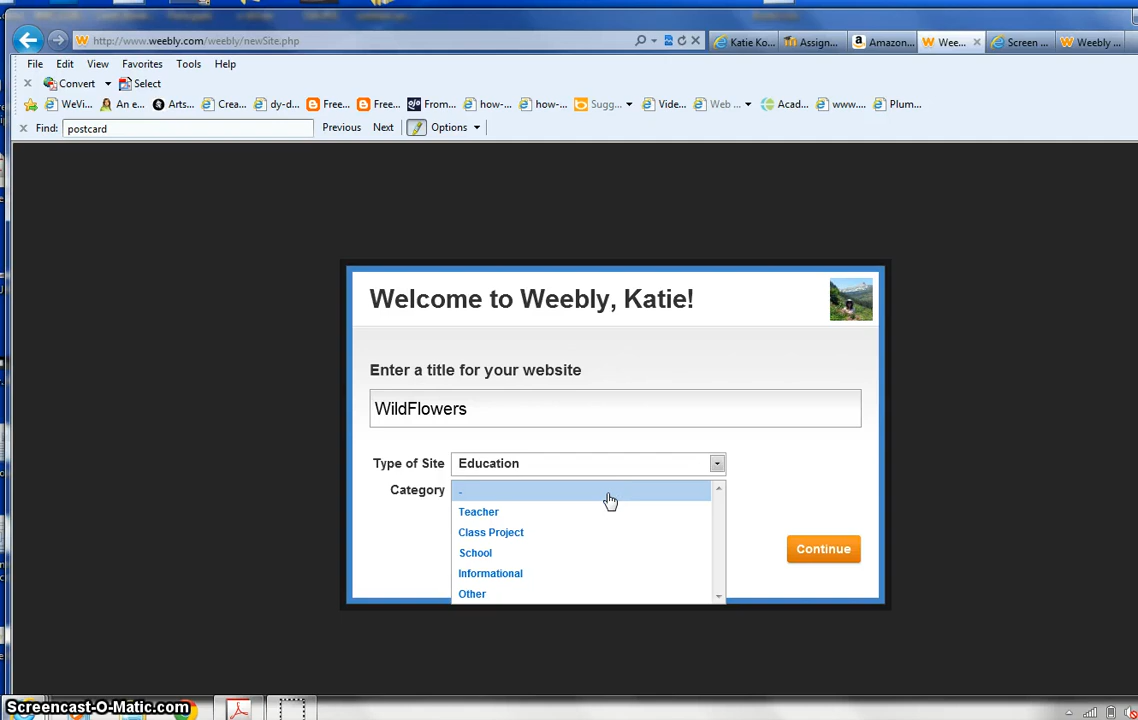 http://www.weebly.com/weebly/newSite.php
Katie Ko...
Assign...
Amazon...
Wee...
Screen ...
Weebly ...
File Edit View Favorites Tools Help
Convert Select
WeVi... An e... Arts... Crea... dy-d... Free... Free... From... how-... how-... Sugg... Vide... Web ... Acad... www.... Plum...
Find: postcard Previous Next Options
Welcome to Weebly, Katie!
Enter a title for your website
WildFlowers
Type of Site Education
Category -
Teacher
Class Project
School
Informational
Other
Continue
Screencast-O-Matic.com